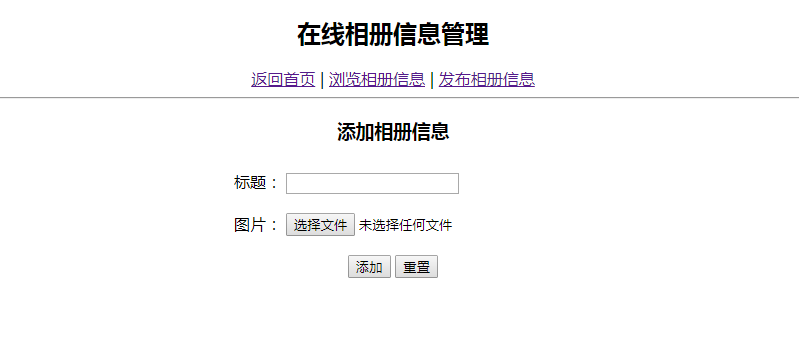 在线相册信息管理
返回首页 | 浏览相册信息 | 发布相册信息
添加相册信息
标题：
图片： 选择文件 未选择任何文件
添加 重置